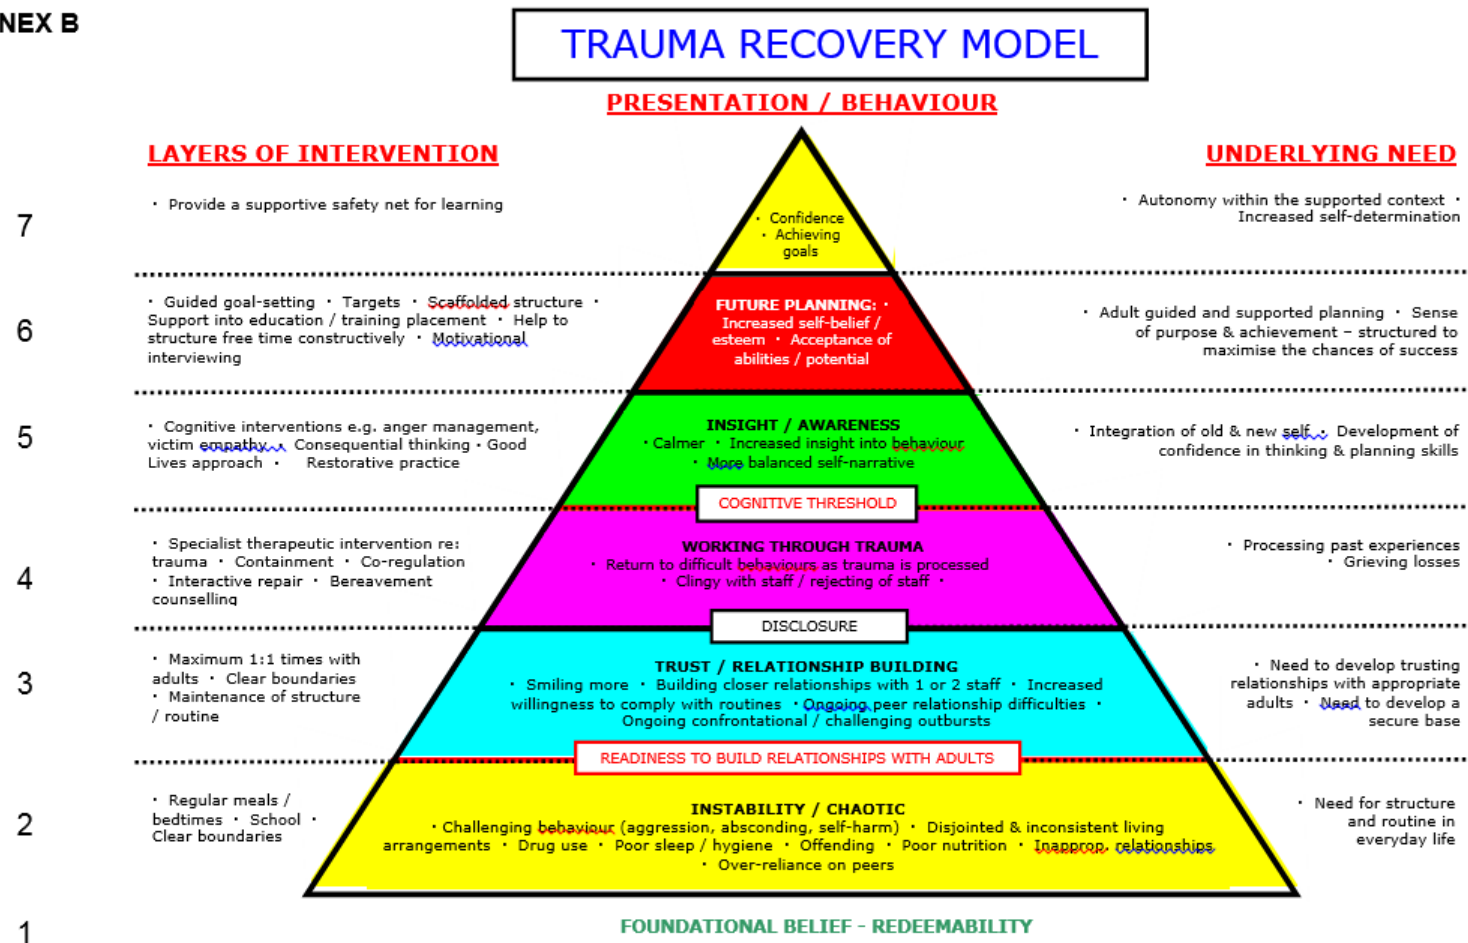 NEX B
TRAUMA RECOVERY MODEL
PRESENTATION / BEHAVIOUR
LAYERS OF INTERVENTION
UNDERLYING NEED
7
· Provide a supportive safety net for learning
· Confidence
· Achieving
goals
· Autonomy within the supported context ·
Increased self-determination
6
· Guided goal-setting · Targets · Scaffolded structure ·
Support into education / training placement · Help to
structure free time constructively · Motivational
interviewing
FUTURE PLANNING: ·
Increased self-belief /
esteem · Acceptance of
abilities / potential
· Adult guided and supported planning · Sense
of purpose & achievement – structured to
maximise the chances of success
5
· Cognitive interventions e.g. anger management,
victim empathy · Consequential thinking · Good
Lives approach · Restorative practice
INSIGHT / AWARENESS
· Calmer · Increased insight into behaviour
· More balanced self-narrative
· Integration of old & new self · Development of
confidence in thinking & planning skills
COGNITIVE THRESHOLD
4
· Specialist therapeutic intervention re:
trauma · Containment · Co-regulation
· Interactive repair · Bereavement
counselling
WORKING THROUGH TRAUMA
· Return to difficult behaviours as trauma is processed
· Clingy with staff / rejecting of staff ·
· Processing past experiences
· Grieving losses
DISCLOSURE
3
· Maximum 1:1 times with
adults · Clear boundaries
· Maintenance of structure
/ routine
TRUST / RELATIONSHIP BUILDING
· Smiling more · Building closer relationships with 1 or 2 staff · Increased
willingness to comply with routines · Ongoing peer relationship difficulties ·
Ongoing confrontational / challenging outbursts
· Need to develop trusting
relationships with appropriate
adults · Need to develop a
secure base
READINESS TO BUILD RELATIONSHIPS WITH ADULTS
2
· Regular meals /
bedtimes · School ·
Clear boundaries
INSTABILITY / CHAOTIC
· Challenging behaviour (aggression, absconding, self-harm) · Disjointed & inconsistent living
arrangements · Drug use · Poor sleep / hygiene · Offending · Poor nutrition · Inapprop. relationships
· Over-reliance on peers
· Need for structure
and routine in
everyday life
1
FOUNDATIONAL BELIEF - REDEEMABILITY